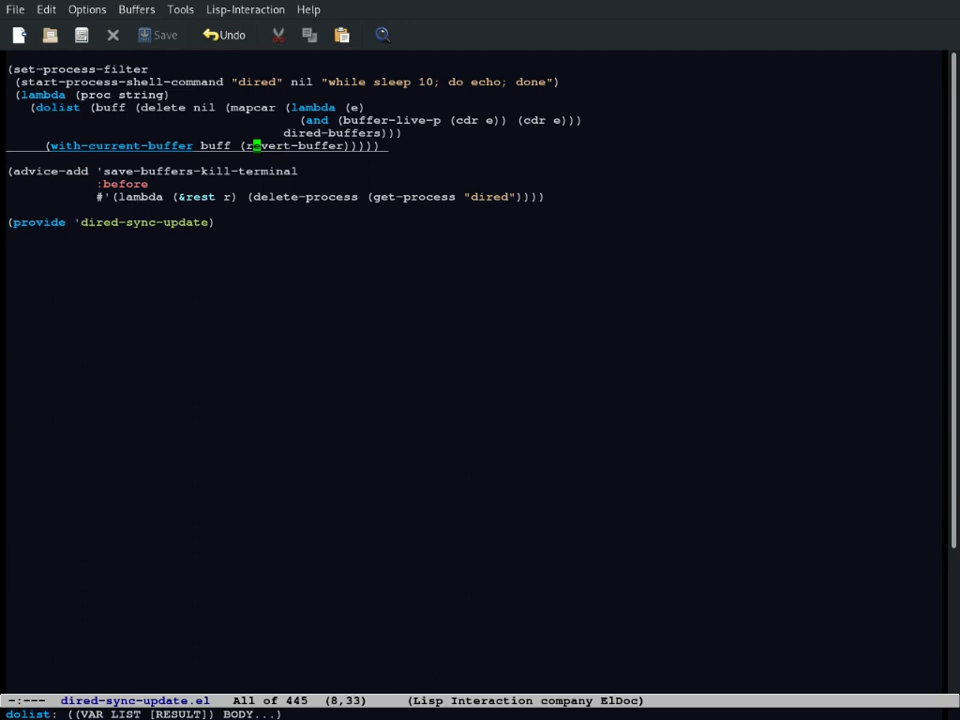 File Edit Options Buffers Tools Lisp-Interaction Help
Save Undo
(set-process-filter
(start-process-shell-command "dired" nil "while sleep 10; do echo; done")
(lambda (proc string)
(dolist (buff (delete nil (mapcar (lambda (e)
(and (buffer-live-p (cdr e)) (cdr e)))
dired-buffers)))
(with-current-buffer buff (revert-buffer)))))
(advice-add 'save-buffers-kill-terminal
:before
#'(lambda (&rest r) (delete-process (get-process "dired"))))
(provide 'dired-sync-update)
-:--- dired-sync-update.el All of 445 (8,33) (Lisp Interaction company ElDoc)
dolist: ((VAR LIST [RESULT]) BODY...)